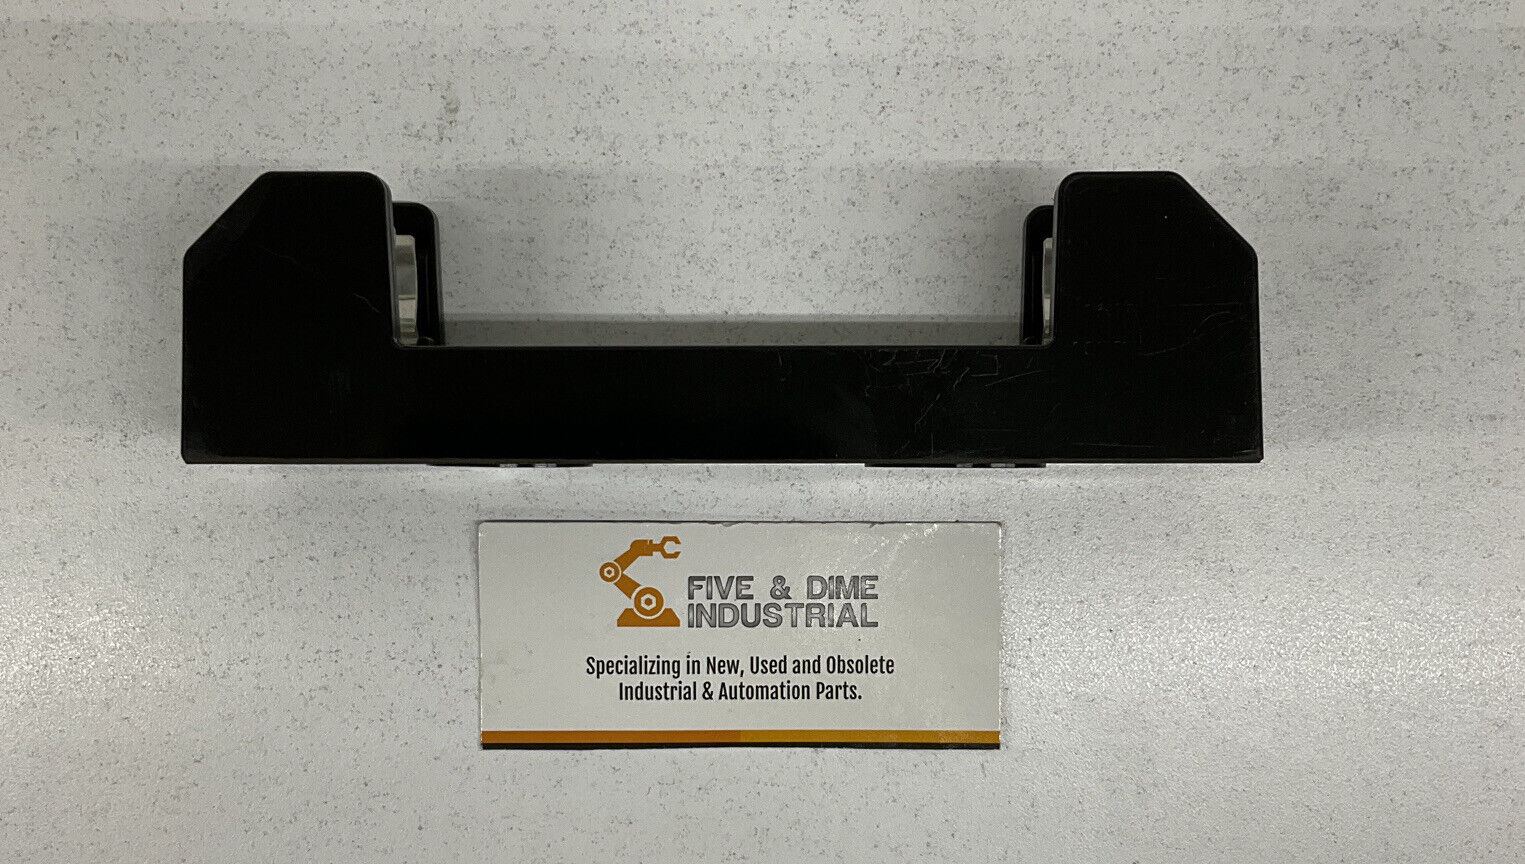 FIVE & DIME
INDUSTRIAL
Specializing in New, Used and Obsolete
Industrial & Automation Parts.